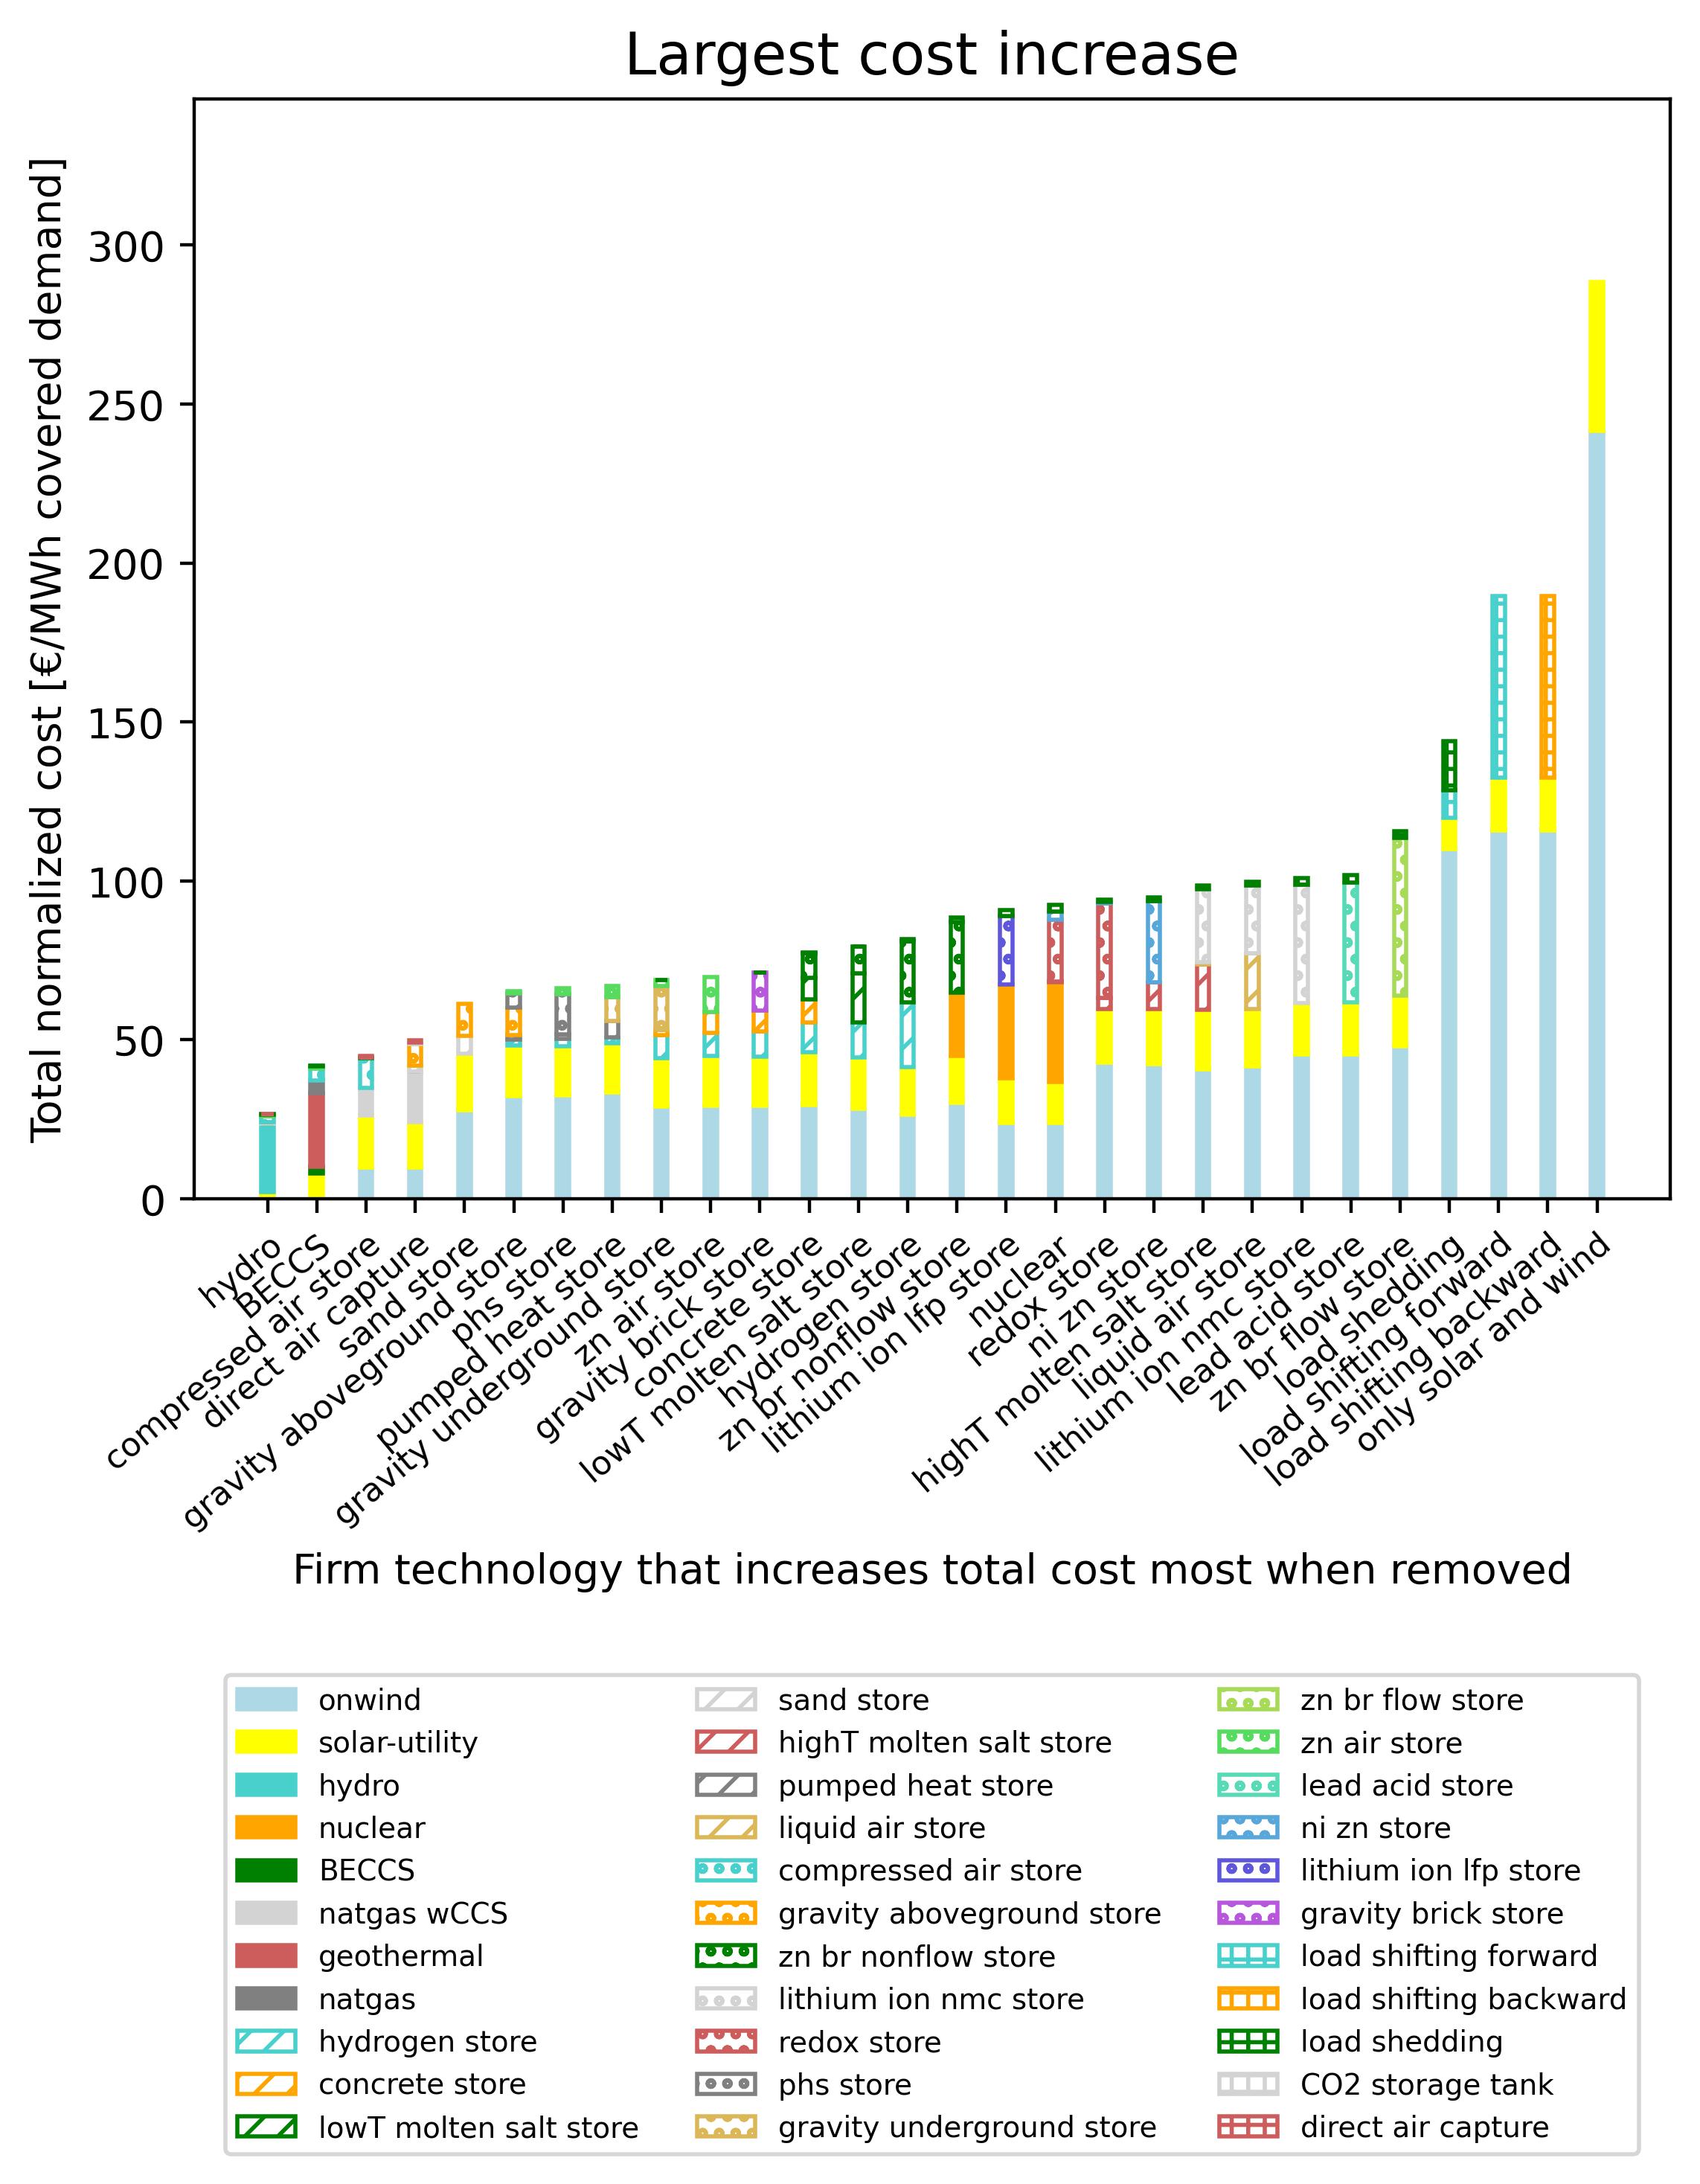 Largest cost increase
Total normalized cost [€/MWh covered demand]
300
250
200
150
100
50
0
hydro
BECCS
compressed air store
direct air capture
sand store
gravity aboveground store
phs store
pumped heat store
gravity underground store
zn air store
gravity brick store
concrete store
lowT molten salt store
hydrogen store
zn br nonflow store
lithium ion lfp store
nuclear
redox store
ni zn store
highT molten salt store
liquid air store
lithium ion nmc store
lead acid store
zn br flow store
load shedding
load shifting forward
load shifting backward
only solar and wind
Firm technology that increases total cost most when removed
onwind
solar-utility
hydro
nuclear
BECCS
natgas wCCS
geothermal
natgas
hydrogen store
concrete store
lowT molten salt store
sand store
highT molten salt store
pumped heat store
liquid air store
compressed air store
gravity aboveground store
zn br nonflow store
lithium ion nmc store
redox store
phs store
gravity underground store
zn br flow store
zn air store
lead acid store
ni zn store
lithium ion lfp store
gravity brick store
load shifting forward
load shifting backward
load shedding
CO2 storage tank
direct air capture